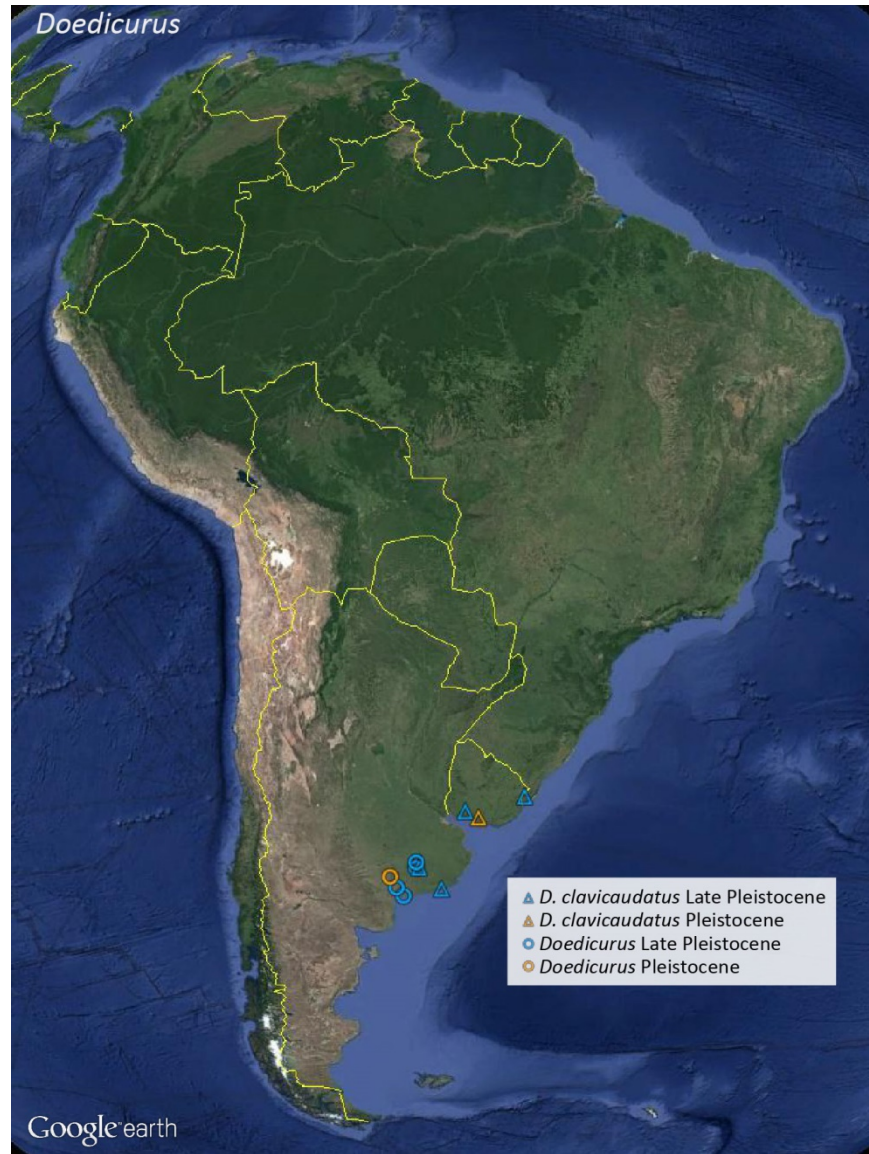 Doedicurus
D. clavicaudatus Late Pleistocene
D. clavicaudatus Pleistocene
Doedicurus Late Pleistocene
Doedicurus Pleistocene
Google earth